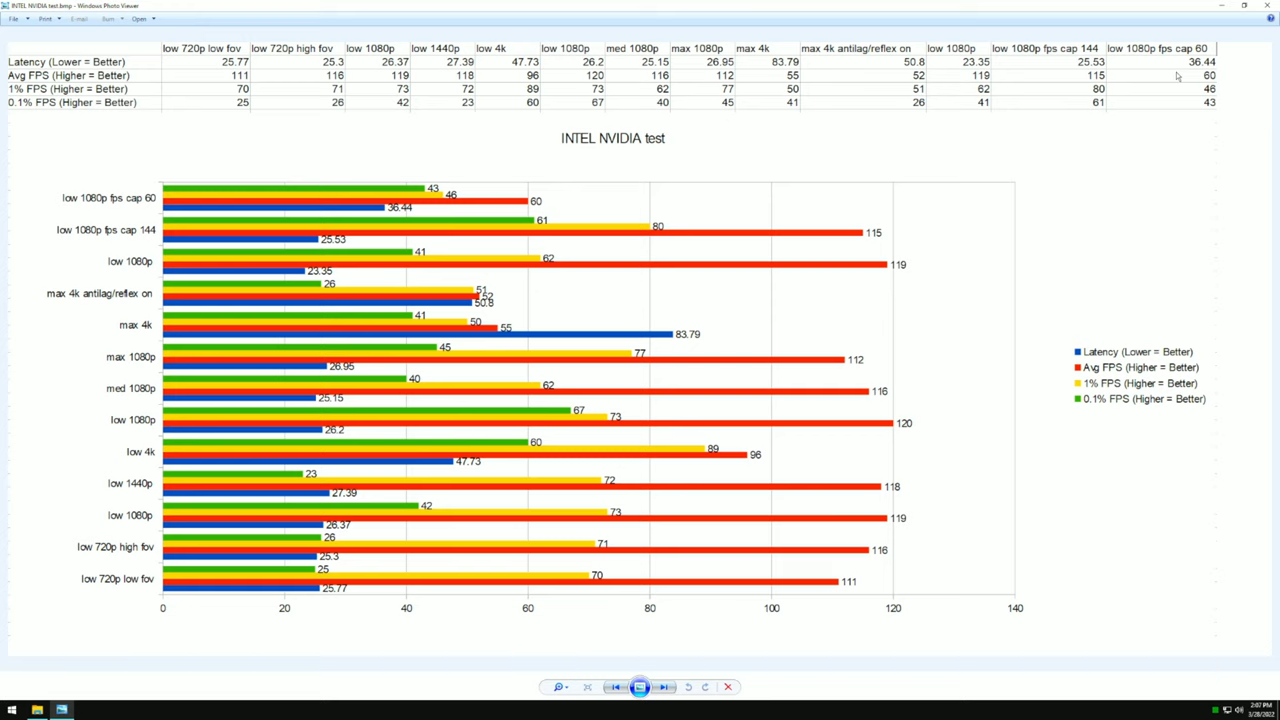 INTEL NVIDIA test.bmp - Windows Photo Viewer
File Print E-mail Burn Open
low 720p low fov low 720p high fov low 1080p low 1440p low 4k low 1080p med 1080p max 1080p max 4k max 4k antilag/reflex on low 1080p low 1080p fps cap 144 low 1080p fps cap 60
Latency (Lower = Better) 25.77 25.3 26.37 27.39 47.73 26.2 25.15 26.95 83.79 50.8 23.35 25.53 36.44
Avg FPS (Higher = Better) 111 116 119 118 96 120 116 112 55 52 119 115 60
1% FPS (Higher = Better) 70 71 73 72 89 73 62 77 50 51 62 80 46
0.1% FPS (Higher = Better) 25 26 42 23 60 67 40 45 41 26 41 61 43
INTEL NVIDIA test
43
46
low 1080p fps cap 60
60
36.44
61
80
low 1080p fps cap 144
115
25.53
41
62
low 1080p
119
23.35
26
51
max 4k antilag/reflex on
52
50.8
41
50
max 4k
55
83.79
45
77
max 1080p
112
26.95
40
62
med 1080p
116
25.15
67
73
low 1080p
120
26.2
60
89
low 4k
96
47.73
23
72
low 1440p
118
27.39
42
73
low 1080p
119
26.37
26
71
low 720p high fov
116
25.3
25
70
low 720p low fov
111
25.77
0 20 40 60 80 100 120 140
Latency (Lower = Better)
Avg FPS (Higher = Better)
1% FPS (Higher = Better)
0.1% FPS (Higher = Better)
2:07 PM
3/28/2022